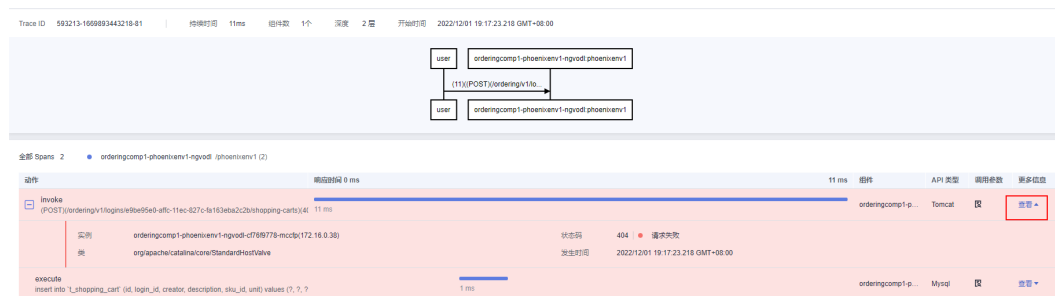 Trace ID 593213-1669893443218-81 持续时间 11ms 组件数 1个 深度 2 层 开始时间 2022/12/01 19:17:23.218 GMT+08:00
user orderingcomp1-phoenixenv1-ngvodl:phoenixenv1
(11)((POST)(/ordering/v1/lo...
user orderingcomp1-phoenixenv1-ngvodl:phoenixenv1
全部 Spans 2 orderingcomp1-phoenixenv1-ngvodl /phoenixenv1 (2)
动作 响应时间 0 ms 11 ms 组件 API 类型 调用参数 更多信息
invoke
(POST)(/ordering/v1/logins/e9ba95e8-affc-11ec-827c-fa163eba2c2b/shopping-carts)(4( 11 ms orderingcomp1-p... Tomcat 查看
实例 orderingcomp1-phoenixenv1-ngvodl-cf76f9778-mccfp(172.16.0.38) 状态码 404 请求失败
类 org/apache/catalina/core/StandardHostValve 发生时间 2022/12/01 19:17:23.218 GMT+08:00
execute
insert into 't_shopping_cart' (id, login_id, creator, description, sku_id, unit) values (?, ?, ? 1 ms orderingcomp1-p... Mysql 查看